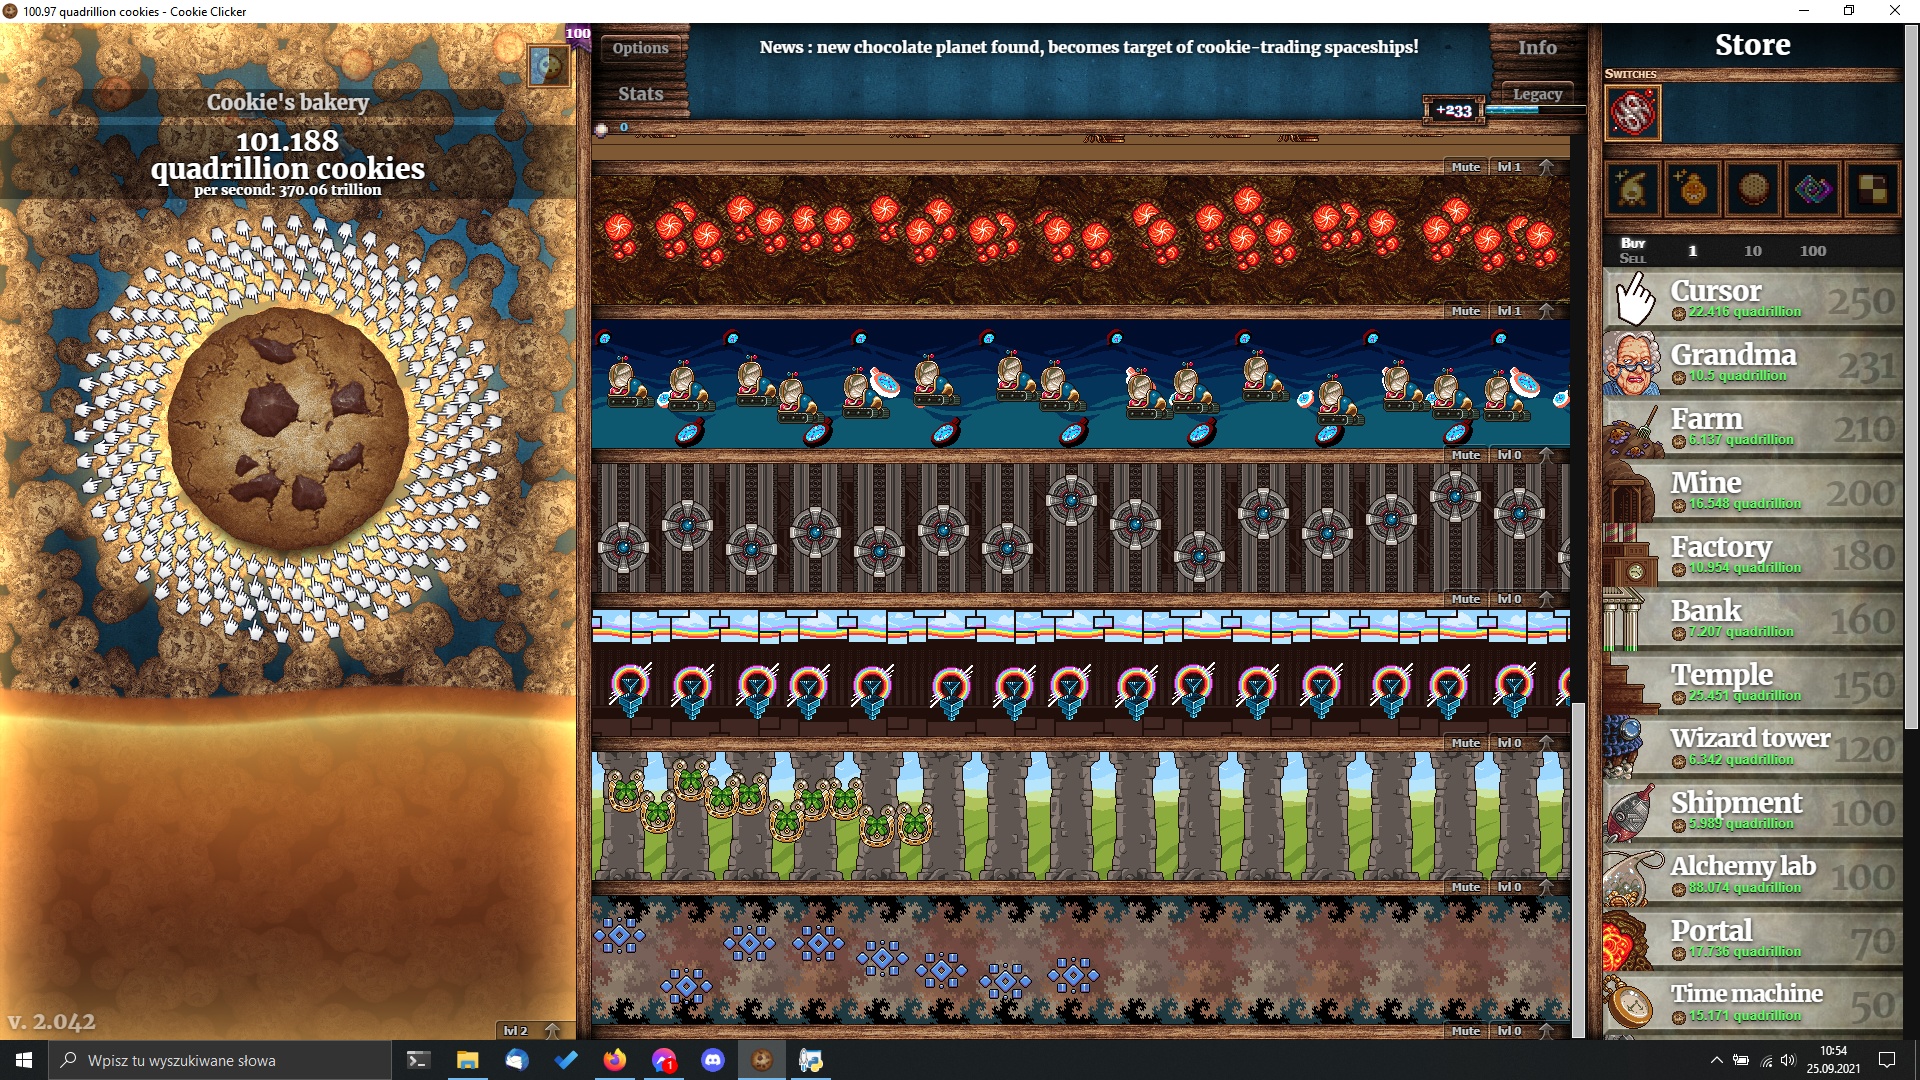 100.97 quadrillion cookies - Cookie Clicker
100
Options
Stats
News : new chocolate planet found, becomes target of cookie-trading spaceships!
Info
Legacy
+233
0
Cookie's bakery
101.188
quadrillion cookies
per second: 370.06 trillion
v. 2.042
lvl 2
Mute lvl 1
Mute lvl 1
Mute lvl 0
Mute lvl 0
Mute lvl 0
Mute lvl 0
Mute lvl 0
Store
Switches
Buy
Sell
1 10 100
Cursor
22.416 quadrillion
250
Grandma
10.5 quadrillion
231
Farm
6.137 quadrillion
210
Mine
16.548 quadrillion
200
Factory
10.954 quadrillion
180
Bank
7.207 quadrillion
160
Temple
25.451 quadrillion
150
Wizard tower
6.342 quadrillion
120
Shipment
5.989 quadrillion
100
Alchemy lab
88.074 quadrillion
100
Portal
17.736 quadrillion
70
Time machine
15.171 quadrillion
50
Wpisz tu wyszukiwane słowa
1
10:54
25.09.2021